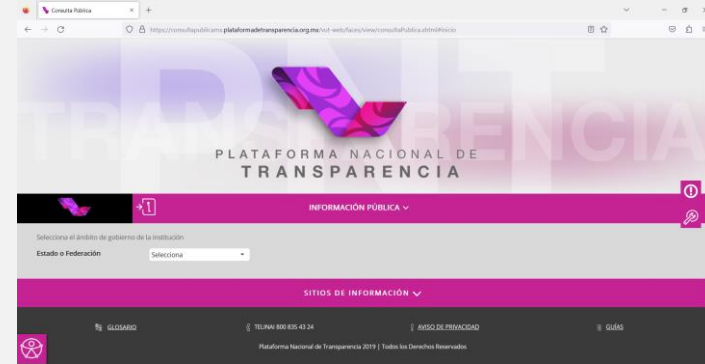 Consulta Pública
https://consultapublicamx.plataformadetransparencia.org.mx/vut-web/faces/view/consultaPublica.xhtml#inicio
PNT
TRANSPARENCIA
PLATAFORMA NACIONAL DE
TRANSPARENCIA
INFORMACIÓN PÚBLICA
Selecciona el ámbito de gobierno de la institución
Estado o Federación
Selecciona
SITIOS DE INFORMACIÓN
GLOSARIO
TELINAI 800 835 43 24
AVISO DE PRIVACIDAD
GUÍAS
Plataforma Nacional de Transparencia 2019 | Todos los Derechos Reservados